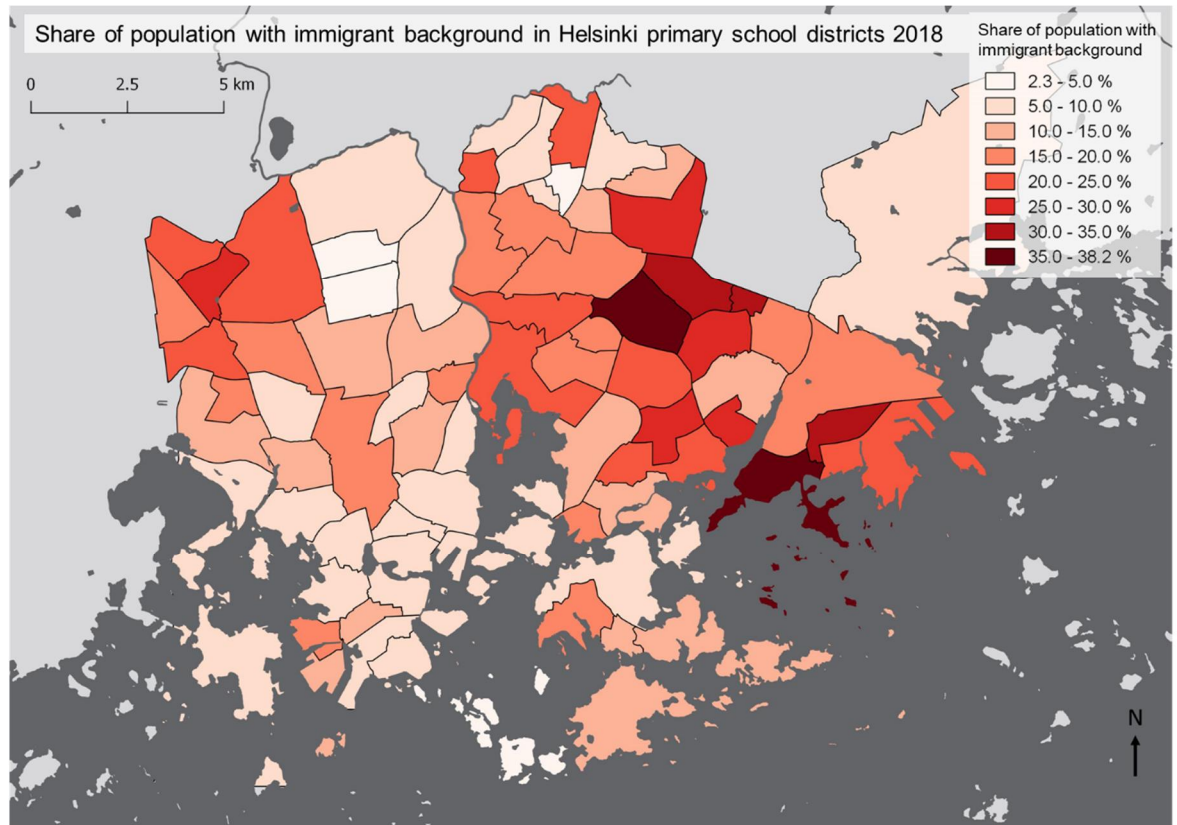 Share of population with immigrant background in Helsinki primary school districts 2018
Share of population with
immigrant background
0 2.5 5 km
2.3 - 5.0 %
5.0 - 10.0 %
10.0 - 15.0 %
15.0 - 20.0 %
20.0 - 25.0 %
25.0 - 30.0 %
30.0 - 35.0 %
35.0 - 38.2 %
N